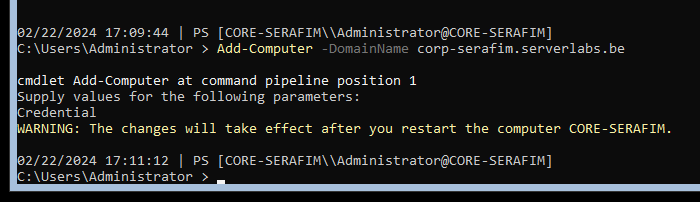 02/22/2024 17:09:44 | PS [CORE-SERAFIM\\Administrator@CORE-SERAFIM]
C:\Users\Administrator > Add-Computer -DomainName corp-serafim.serverlabs.be
cmdlet Add-Computer at command pipeline position 1
Supply values for the following parameters:
Credential
WARNING: The changes will take effect after you restart the computer CORE-SERAFIM.
02/22/2024 17:11:12 | PS [CORE-SERAFIM\\Administrator@CORE-SERAFIM]
C:\Users\Administrator >